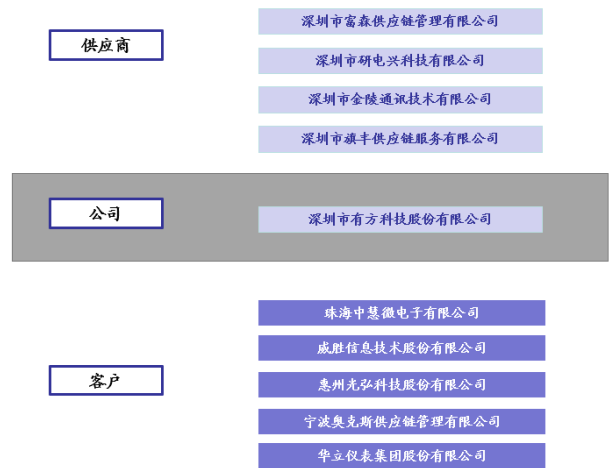 供应商
深圳市富森供应链管理有限公司
深圳市研电兴科技有限公司
深圳市金陵通讯技术有限公司
深圳市旗丰供应链服务有限公司
公司
深圳市有方科技股份有限公司
客户
珠海中慧微电子有限公司
威胜信息技术股份有限公司
惠州光弘科技股份有限公司
宁波奥克斯供应链管理有限公司
华立仪表集团股份有限公司